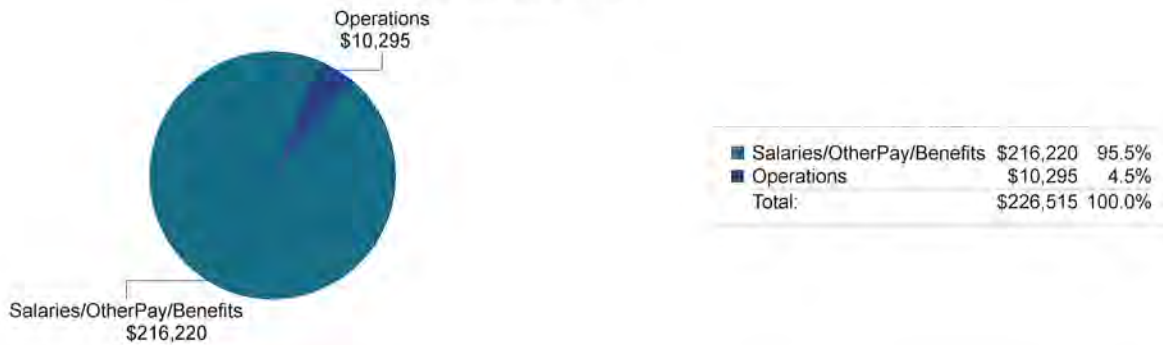 Operations
$10,295
Salaries/OtherPay/Benefits $216,220 95.5%
Operations $10,295 4.5%
Total: $226,515 100.0%
Salaries/OtherPay/Benefits
$216,220